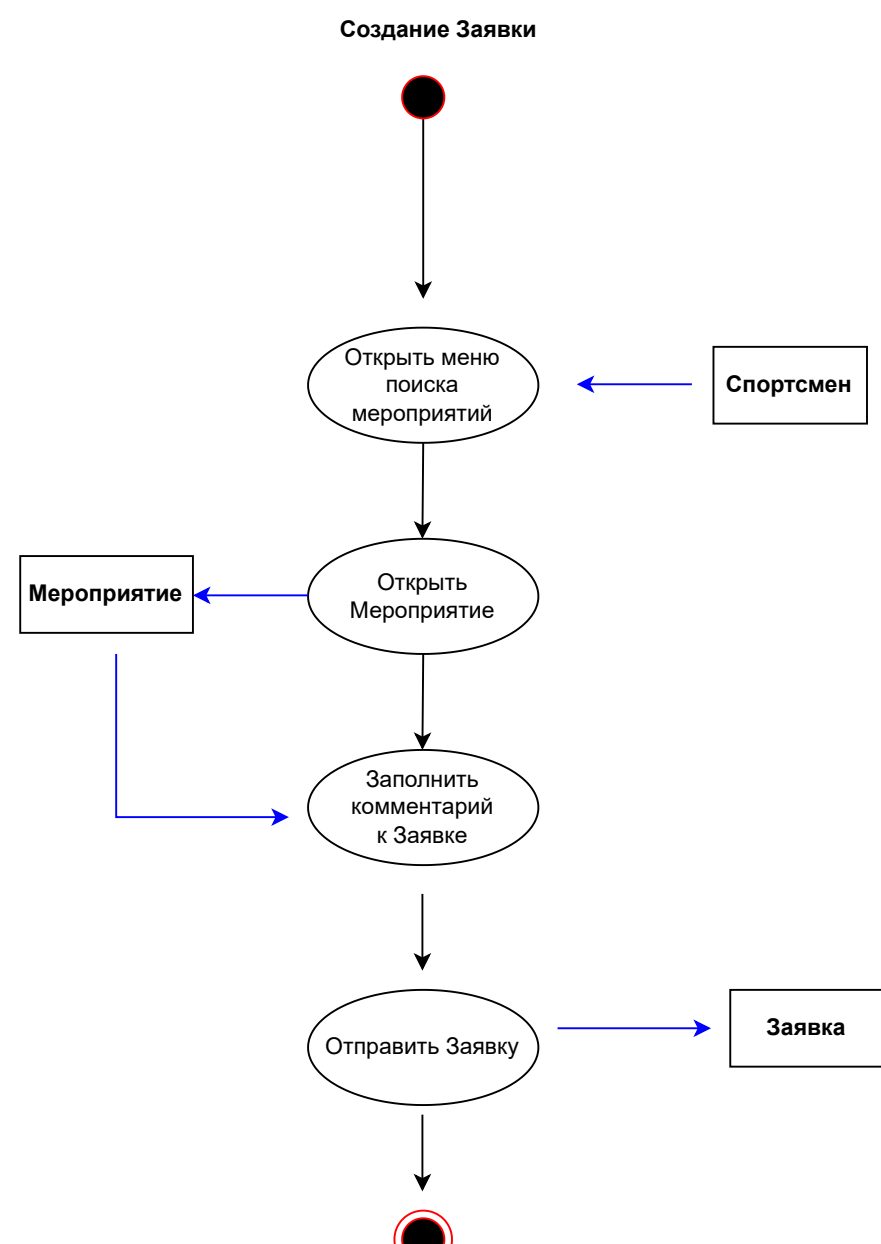 Создание Заявки
Открыть меню
поиска
мероприятий
Спортсмен
Мероприятие
Открыть
Мероприятие
Заполнить
комментарий
к Заявке
Отправить Заявку
Заявка